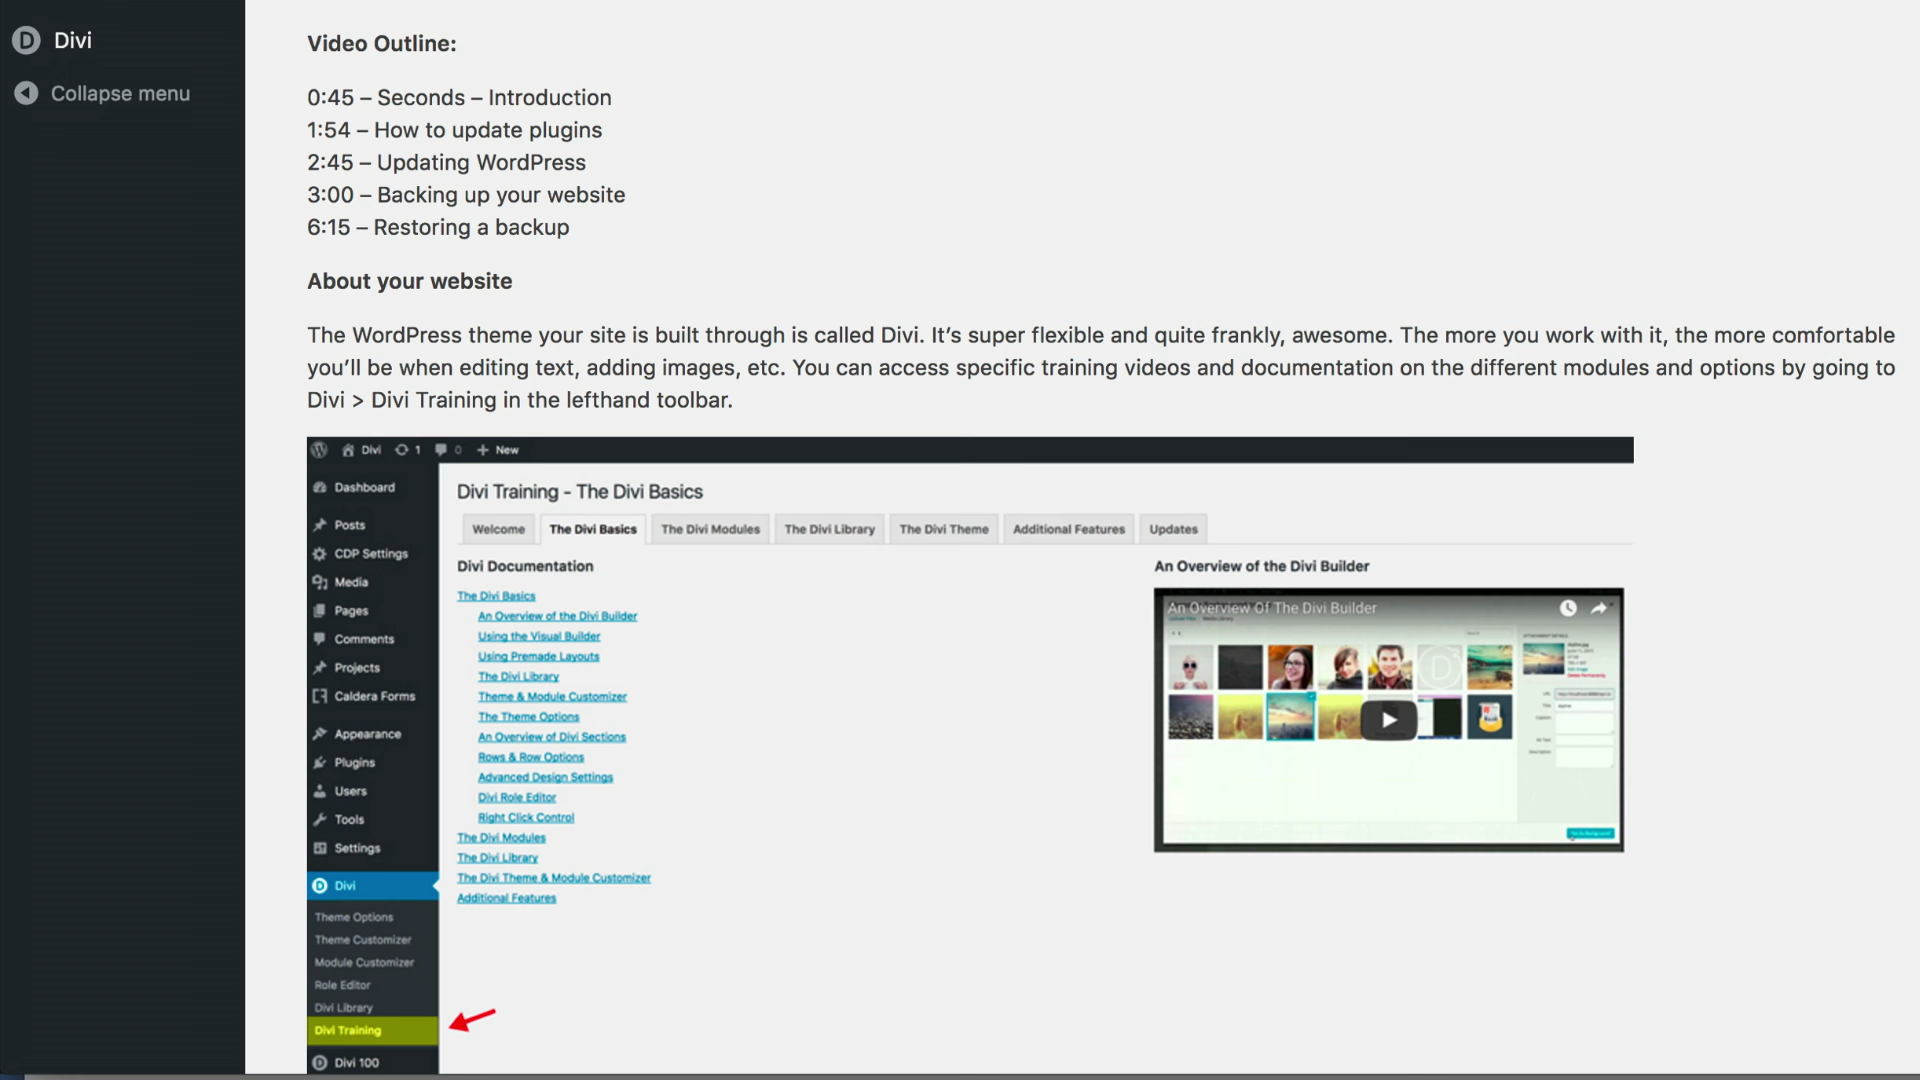 Divi
Collapse menu
Video Outline:
0:45 – Seconds – Introduction
1:54 – How to update plugins
2:45 – Updating WordPress
3:00 – Backing up your website
6:15 – Restoring a backup
About your website
The WordPress theme your site is built through is called Divi. It’s super flexible and quite frankly, awesome. The more you work with it, the more comfortable
you’ll be when editing text, adding images, etc. You can access specific training videos and documentation on the different modules and options by going to
Divi > Divi Training in the lefthand toolbar.
Divi 1 0 + New
Dashboard
Posts
CDP Settings
Media
Pages
Comments
Projects
Caldera Forms
Appearance
Plugins
Users
Tools
Settings
Divi
Theme Options
Theme Customizer
Module Customizer
Role Editor
Divi Library
Divi Training
Divi 100
Divi Training - The Divi Basics
Welcome The Divi Basics The Divi Modules The Divi Library The Divi Theme Additional Features Updates
Divi Documentation
The Divi Basics
An Overview of the Divi Builder
Using the Visual Builder
Using Premade Layouts
The Divi Library
Theme & Module Customizer
The Theme Options
An Overview of Divi Sections
Rows & Row Options
Advanced Design Settings
Divi Role Editor
Right Click Control
The Divi Modules
The Divi Library
The Divi Theme & Module Customizer
Additional Features
An Overview of the Divi Builder
An Overview Of The Divi Builder